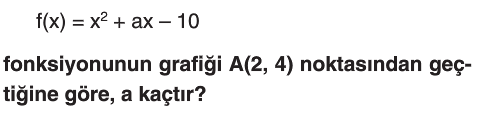 f(x) = x² + ax – 10
fonksiyonunun grafiği A(2, 4) noktasından geç-
tiğine göre, a kaçtır?